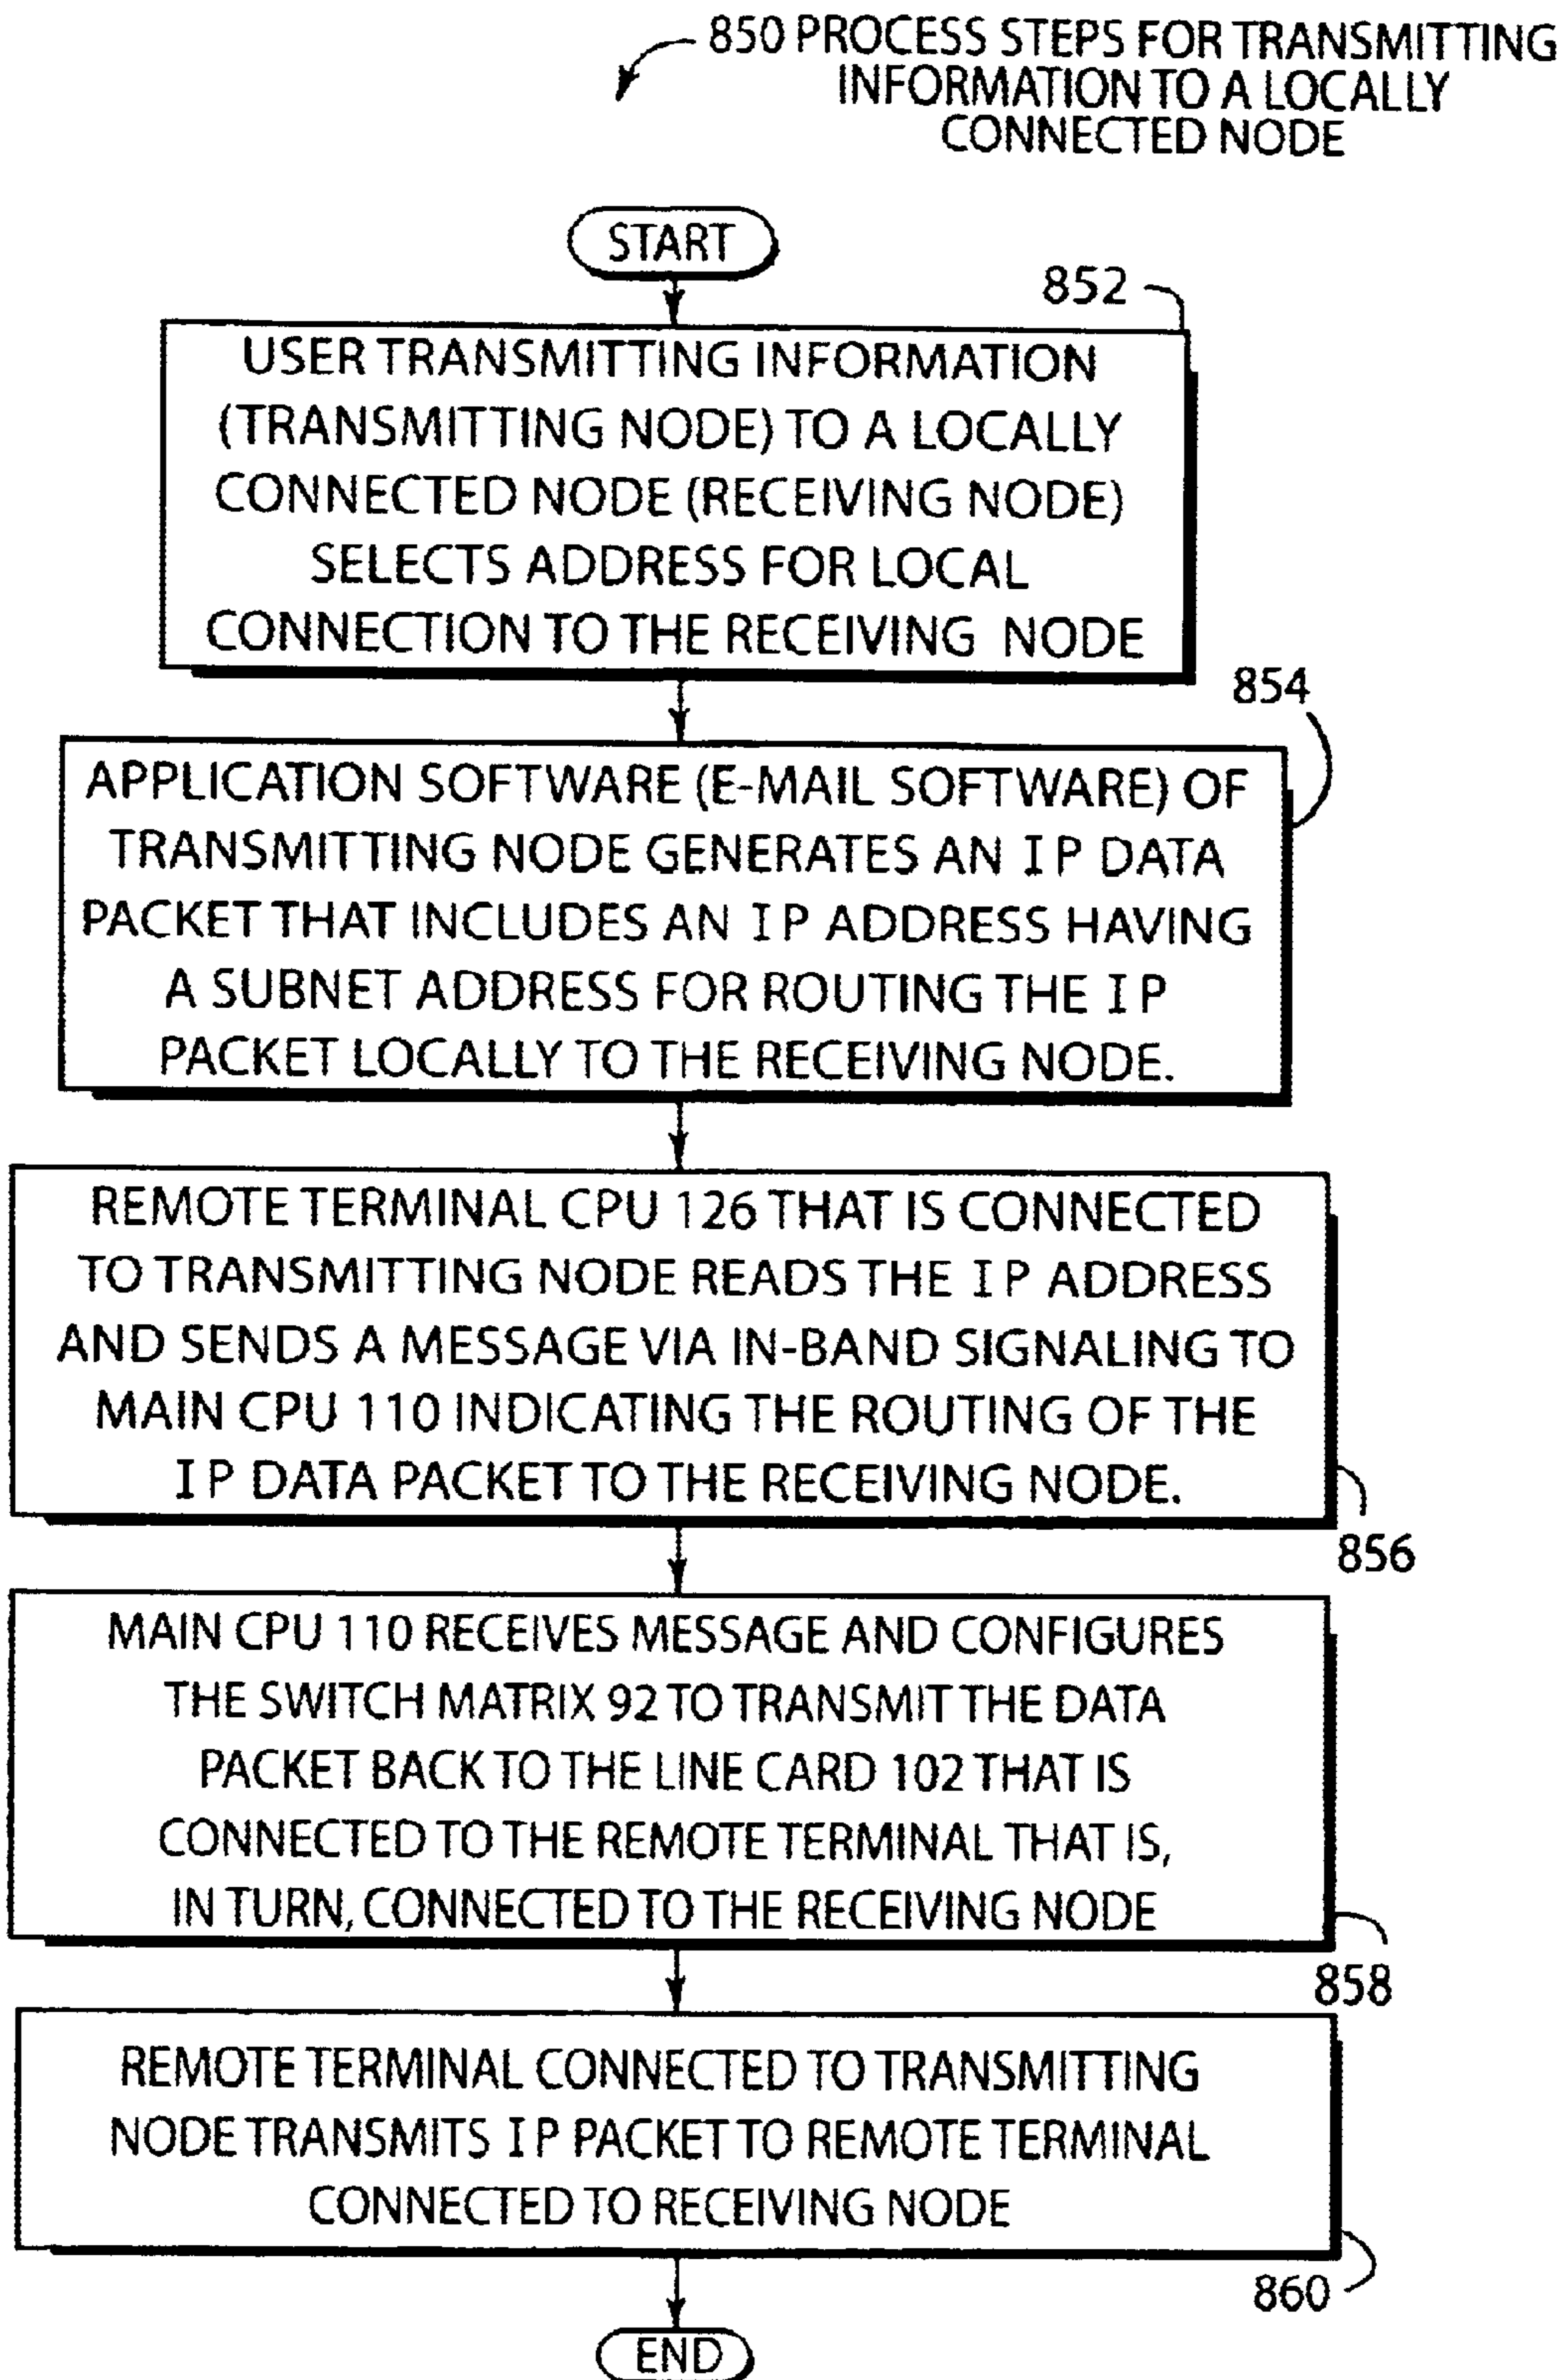 850 PROCESS STEPS FOR TRANSMITTING
INFORMATION TO A LOCALLY
CONNECTED NODE
START
852
USER TRANSMITTING INFORMATION
(TRANSMITTING NODE) TO A LOCALLY
CONNECTED NODE (RECEIVING NODE)
SELECTS ADDRESS FOR LOCAL
CONNECTION TO THE RECEIVING NODE
854
APPLICATION SOFTWARE (E-MAIL SOFTWARE) OF
TRANSMITTING NODE GENERATES AN IP DATA
PACKET THAT INCLUDES AN IP ADDRESS HAVING
A SUBNET ADDRESS FOR ROUTING THE IP
PACKET LOCALLY TO THE RECEIVING NODE.
REMOTE TERMINAL CPU 126 THAT IS CONNECTED
TO TRANSMITTING NODE READS THE IP ADDRESS
AND SENDS A MESSAGE VIA IN-BAND SIGNALING TO
MAIN CPU 110 INDICATING THE ROUTING OF THE
IP DATA PACKET TO THE RECEIVING NODE.
856
MAIN CPU 110 RECEIVES MESSAGE AND CONFIGURES
THE SWITCH MATRIX 92 TO TRANSMIT THE DATA
PACKET BACK TO THE LINE CARD 102 THAT IS
CONNECTED TO THE REMOTE TERMINAL THAT IS,
IN TURN, CONNECTED TO THE RECEIVING NODE
858
REMOTE TERMINAL CONNECTED TO TRANSMITTING
NODE TRANSMITS IP PACKET TO REMOTE TERMINAL
CONNECTED TO RECEIVING NODE
860
END